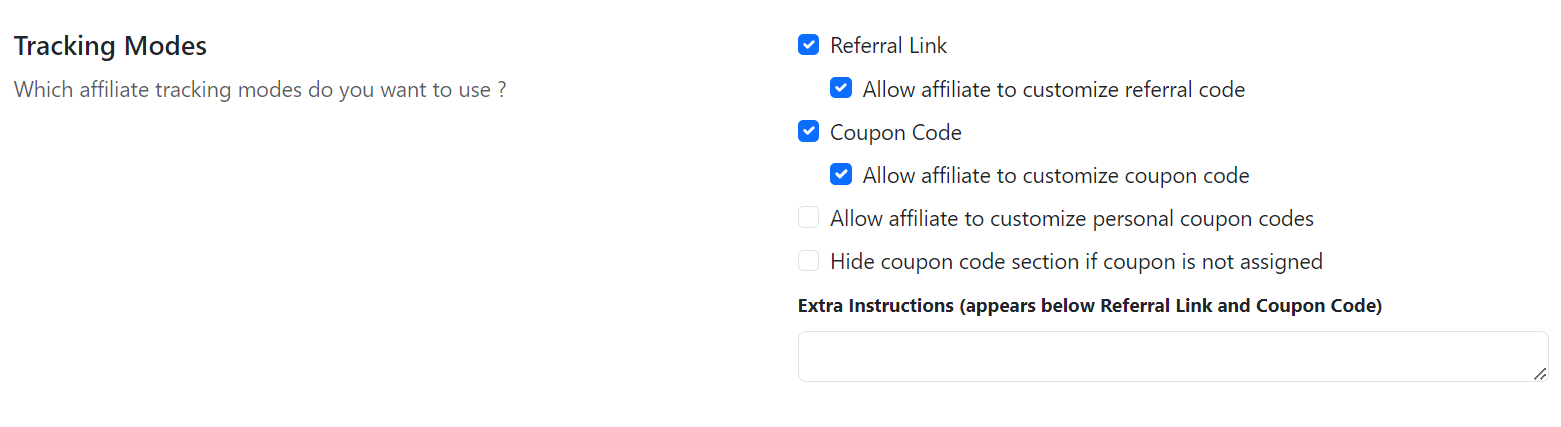 Tracking Modes
Which affiliate tracking modes do you want to use ?
Referral Link
Allow affiliate to customize referral code
Coupon Code
Allow affiliate to customize coupon code
Allow affiliate to customize personal coupon codes
Hide coupon code section if coupon is not assigned
Extra Instructions (appears below Referral Link and Coupon Code)